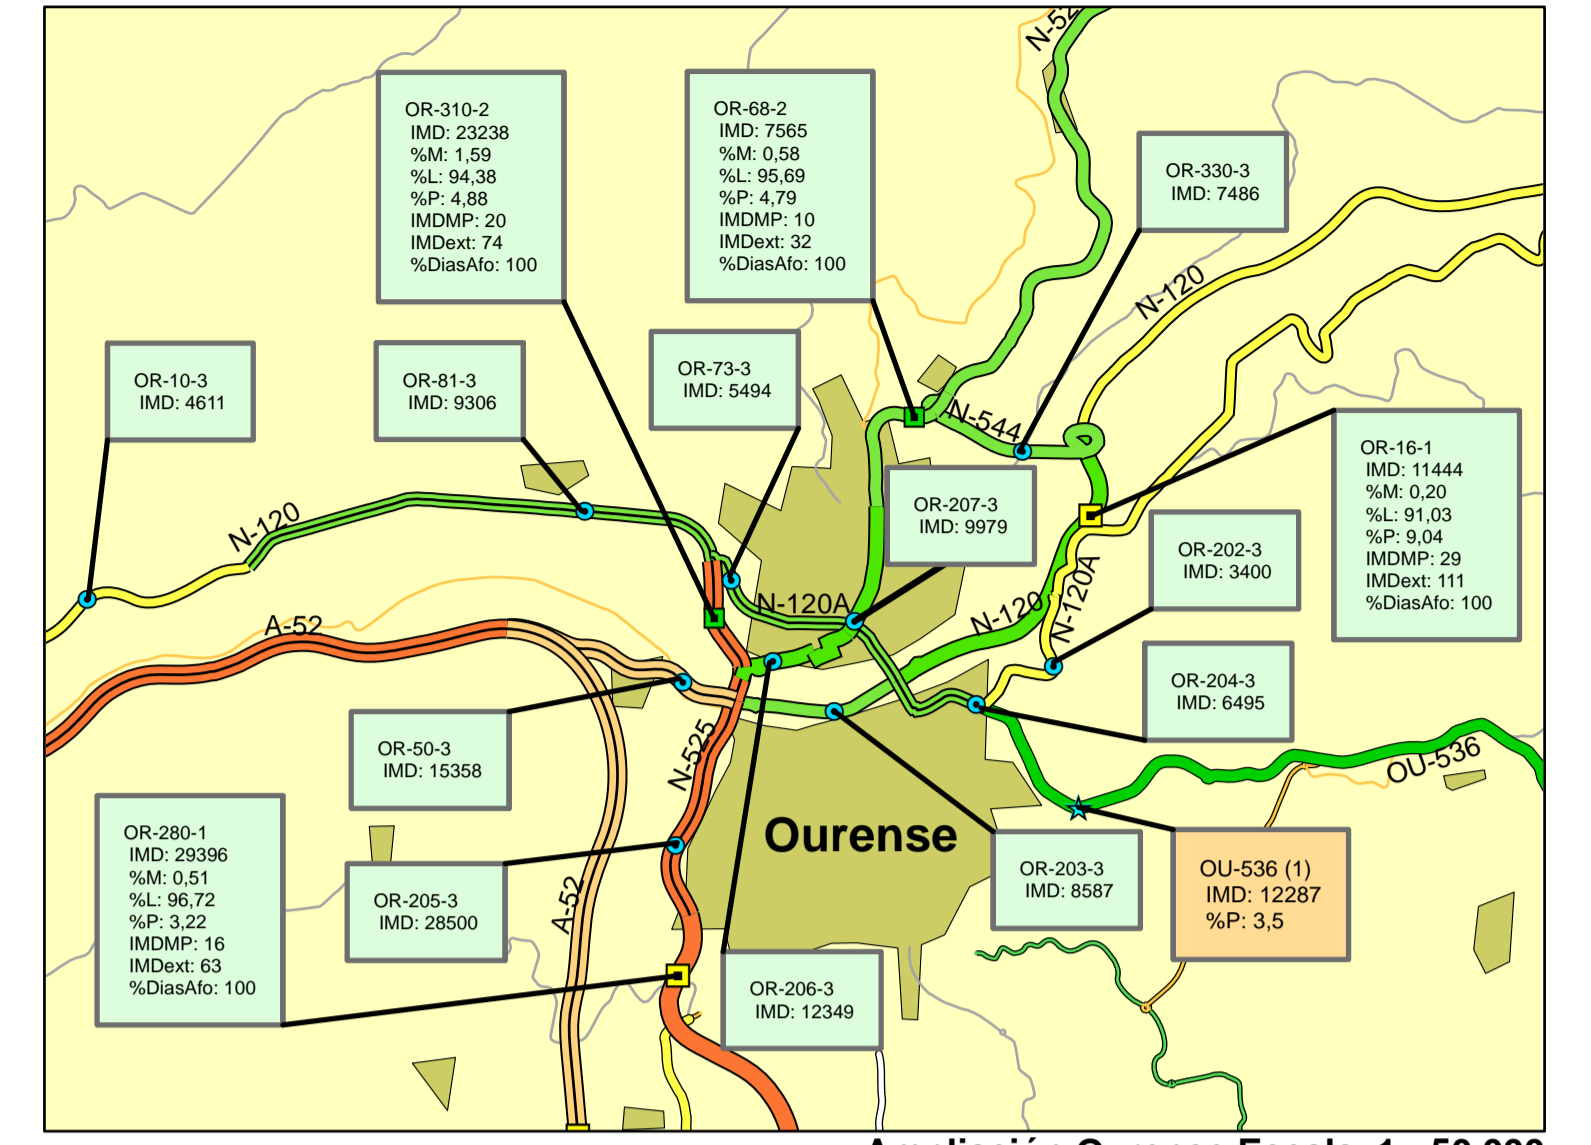 N-52
OR-310-2
IMD: 23238
%M: 1,59
%L: 94,38
%P: 4,88
IMDMP: 20
IMDext: 74
%DiasAfo: 100
OR-68-2
IMD: 7565
%M: 0,58
%L: 95,69
%P: 4,79
IMDMP: 10
IMDext: 32
%DiasAfo: 100
OR-330-3
IMD: 7486
N-120
OR-10-3
IMD: 4611
OR-81-3
IMD: 9306
OR-73-3
IMD: 5494
N-544
OR-16-1
IMD: 11444
%M: 0,20
%L: 91,03
%P: 9,04
IMDMP: 29
IMDext: 111
%DiasAfo: 100
OR-207-3
IMD: 9979
OR-202-3
IMD: 3400
N-120
A-52
N-120A
N-120
N-120A
OR-204-3
IMD: 6495
OR-50-3
IMD: 15358
N-525
OU-536
OR-280-1
IMD: 29396
%M: 0,51
%L: 96,72
%P: 3,22
IMDMP: 16
IMDext: 63
%DiasAfo: 100
Ourense
OR-205-3
IMD: 28500
A-52
OR-203-3
IMD: 8587
OU-536 (1)
IMD: 12287
%P: 3,5
OR-206-3
IMD: 12349